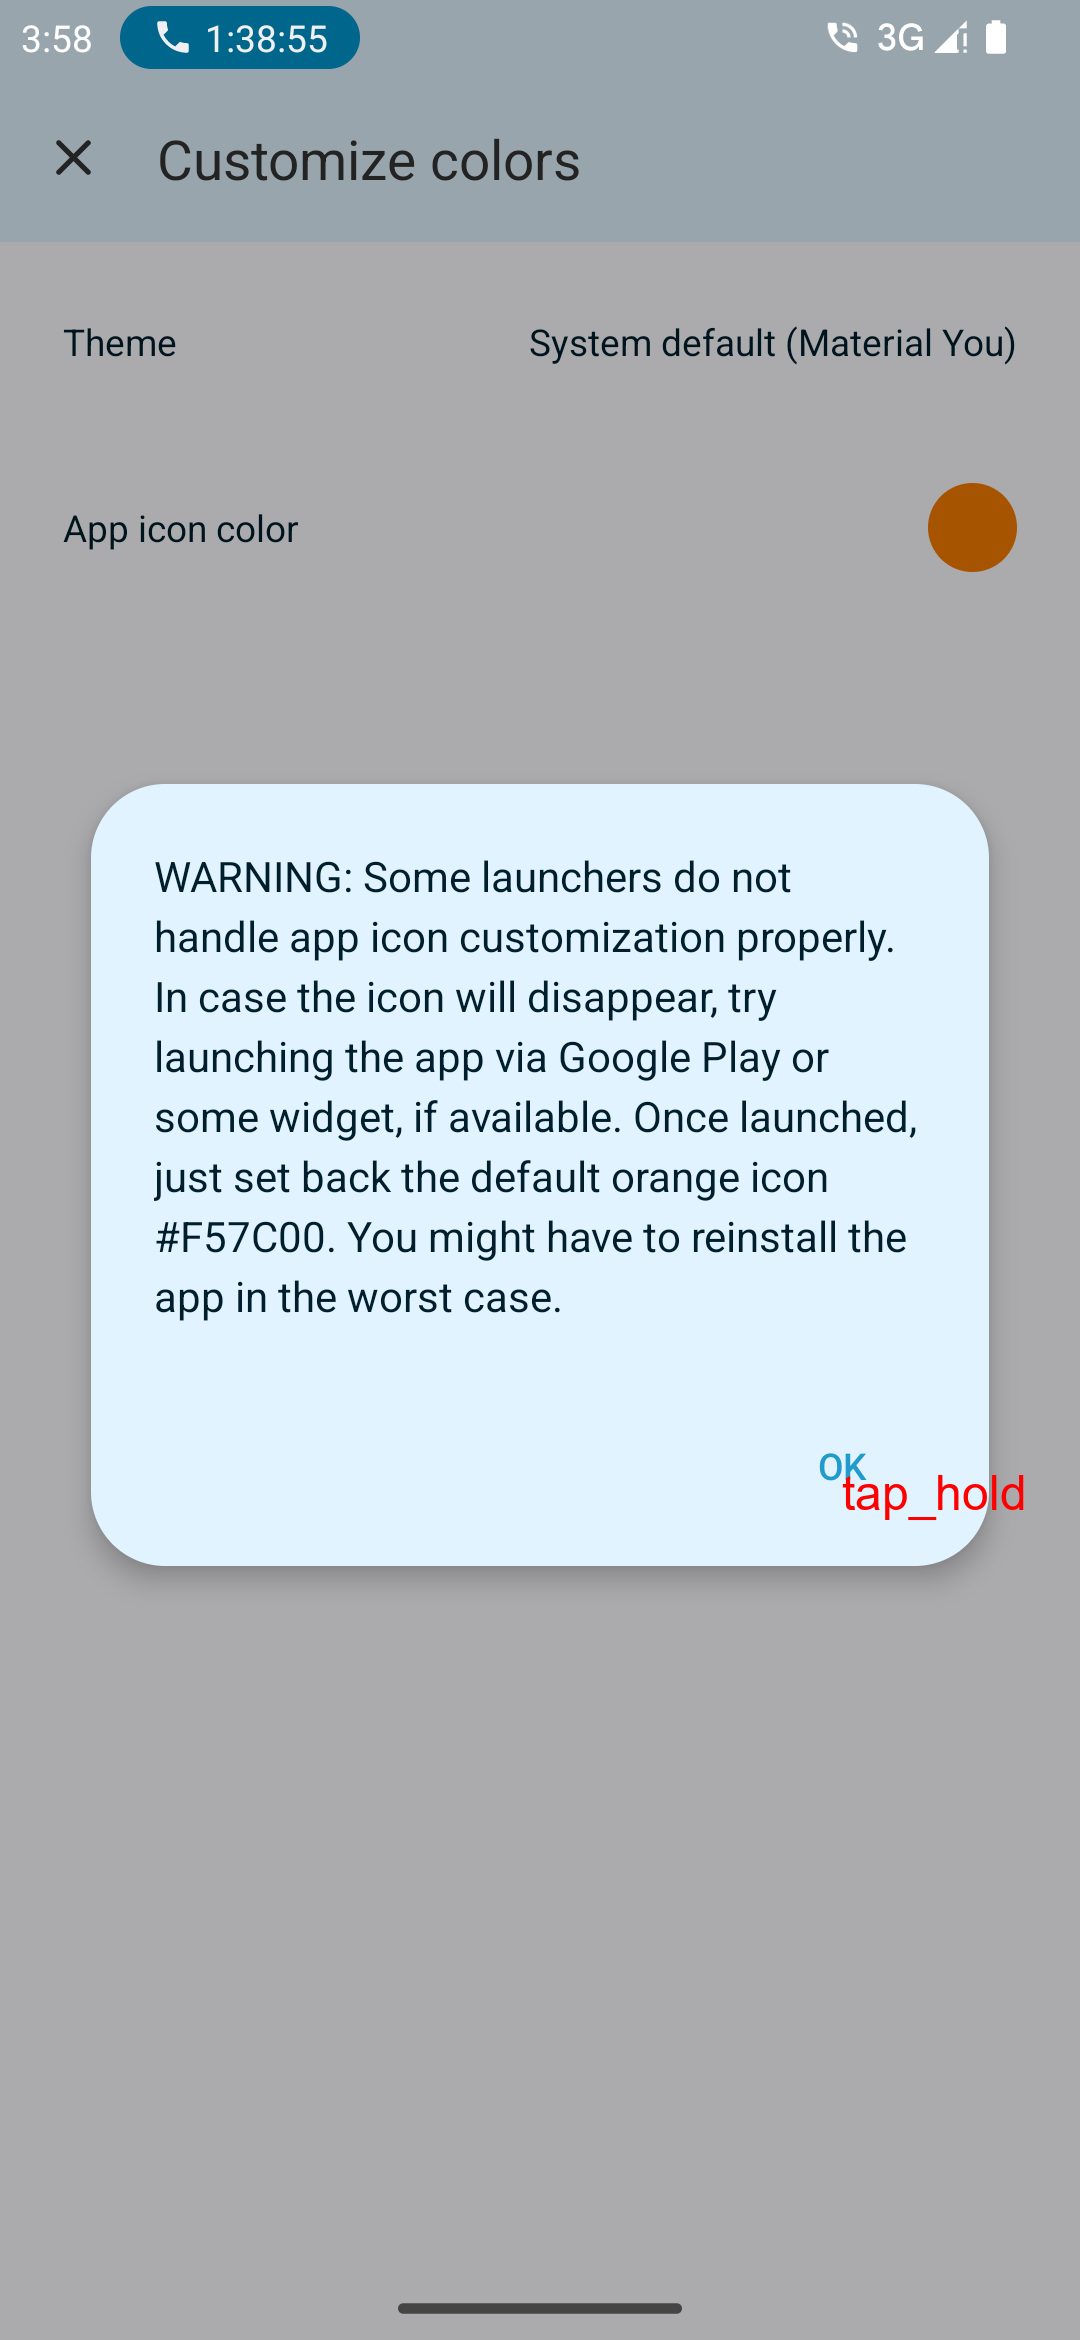 3:58
1:38:55
3G
Customize colors
Theme
System default (Material You)
App icon color
WARNING: Some launchers do not
handle app icon customization properly.
In case the icon will disappear, try
launching the app via Google Play or
some widget, if available. Once launched,
just set back the default orange icon
#F57C00. You might have to reinstall the
app in the worst case.
OK
tap_hold